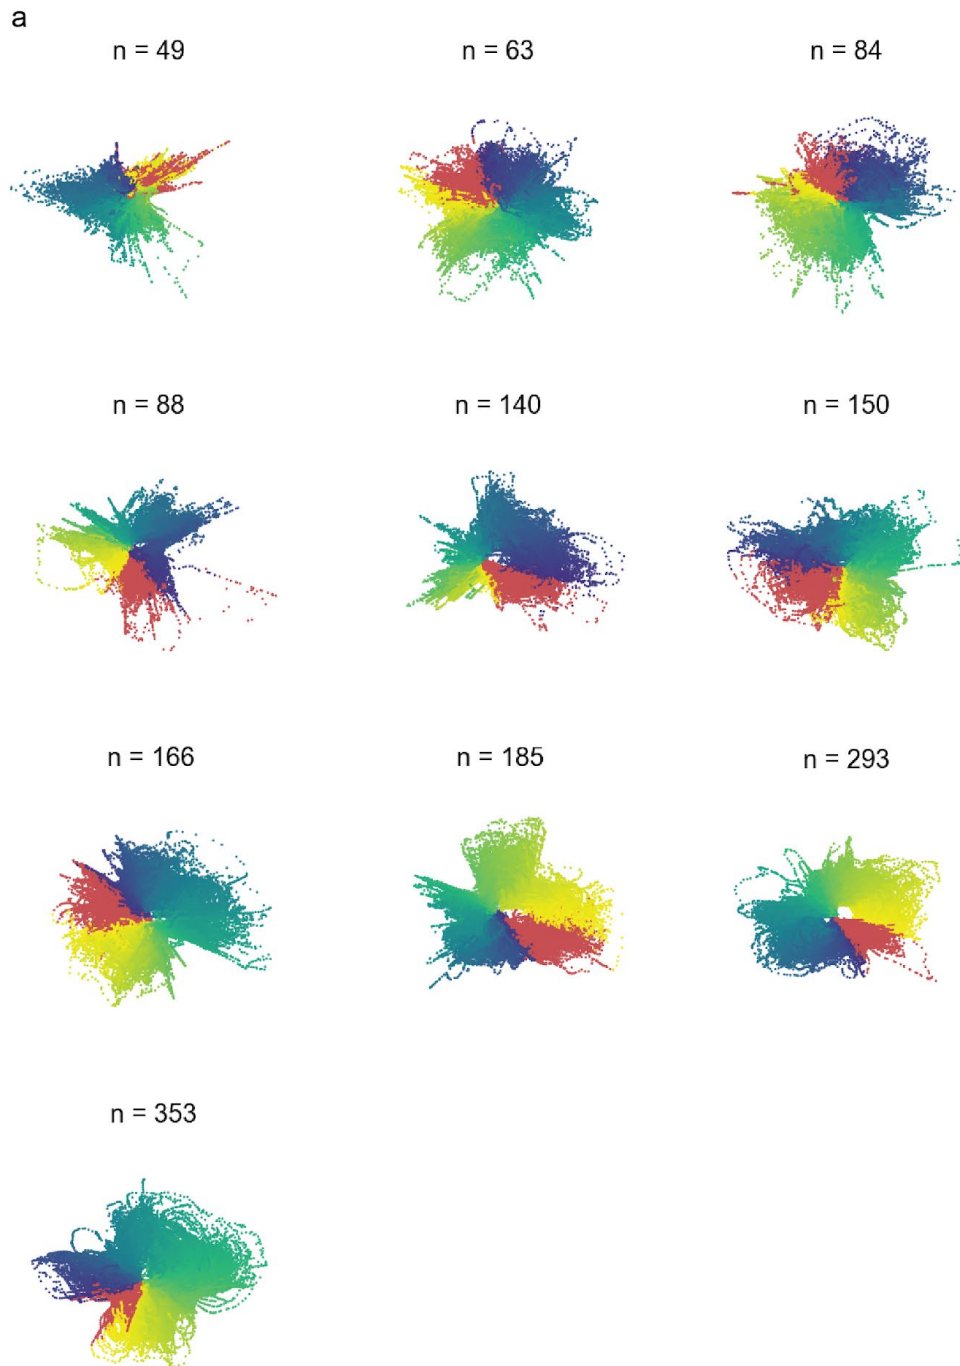 a
n = 49
n = 63
n = 84
n = 88
n = 140
n = 150
n = 166
n = 185
n = 293
n = 353